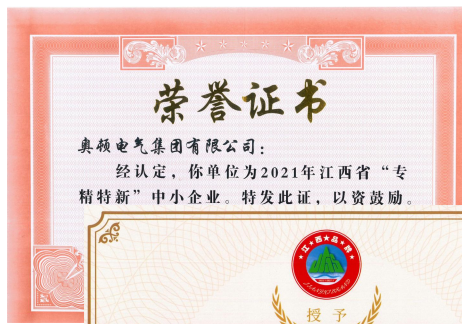 荣誉证书
奥顿电气集团有限公司：
经认定，你单位为2021年江西省“专
精特新”中小企业。特发此证，以资鼓励。
江西品牌
授予